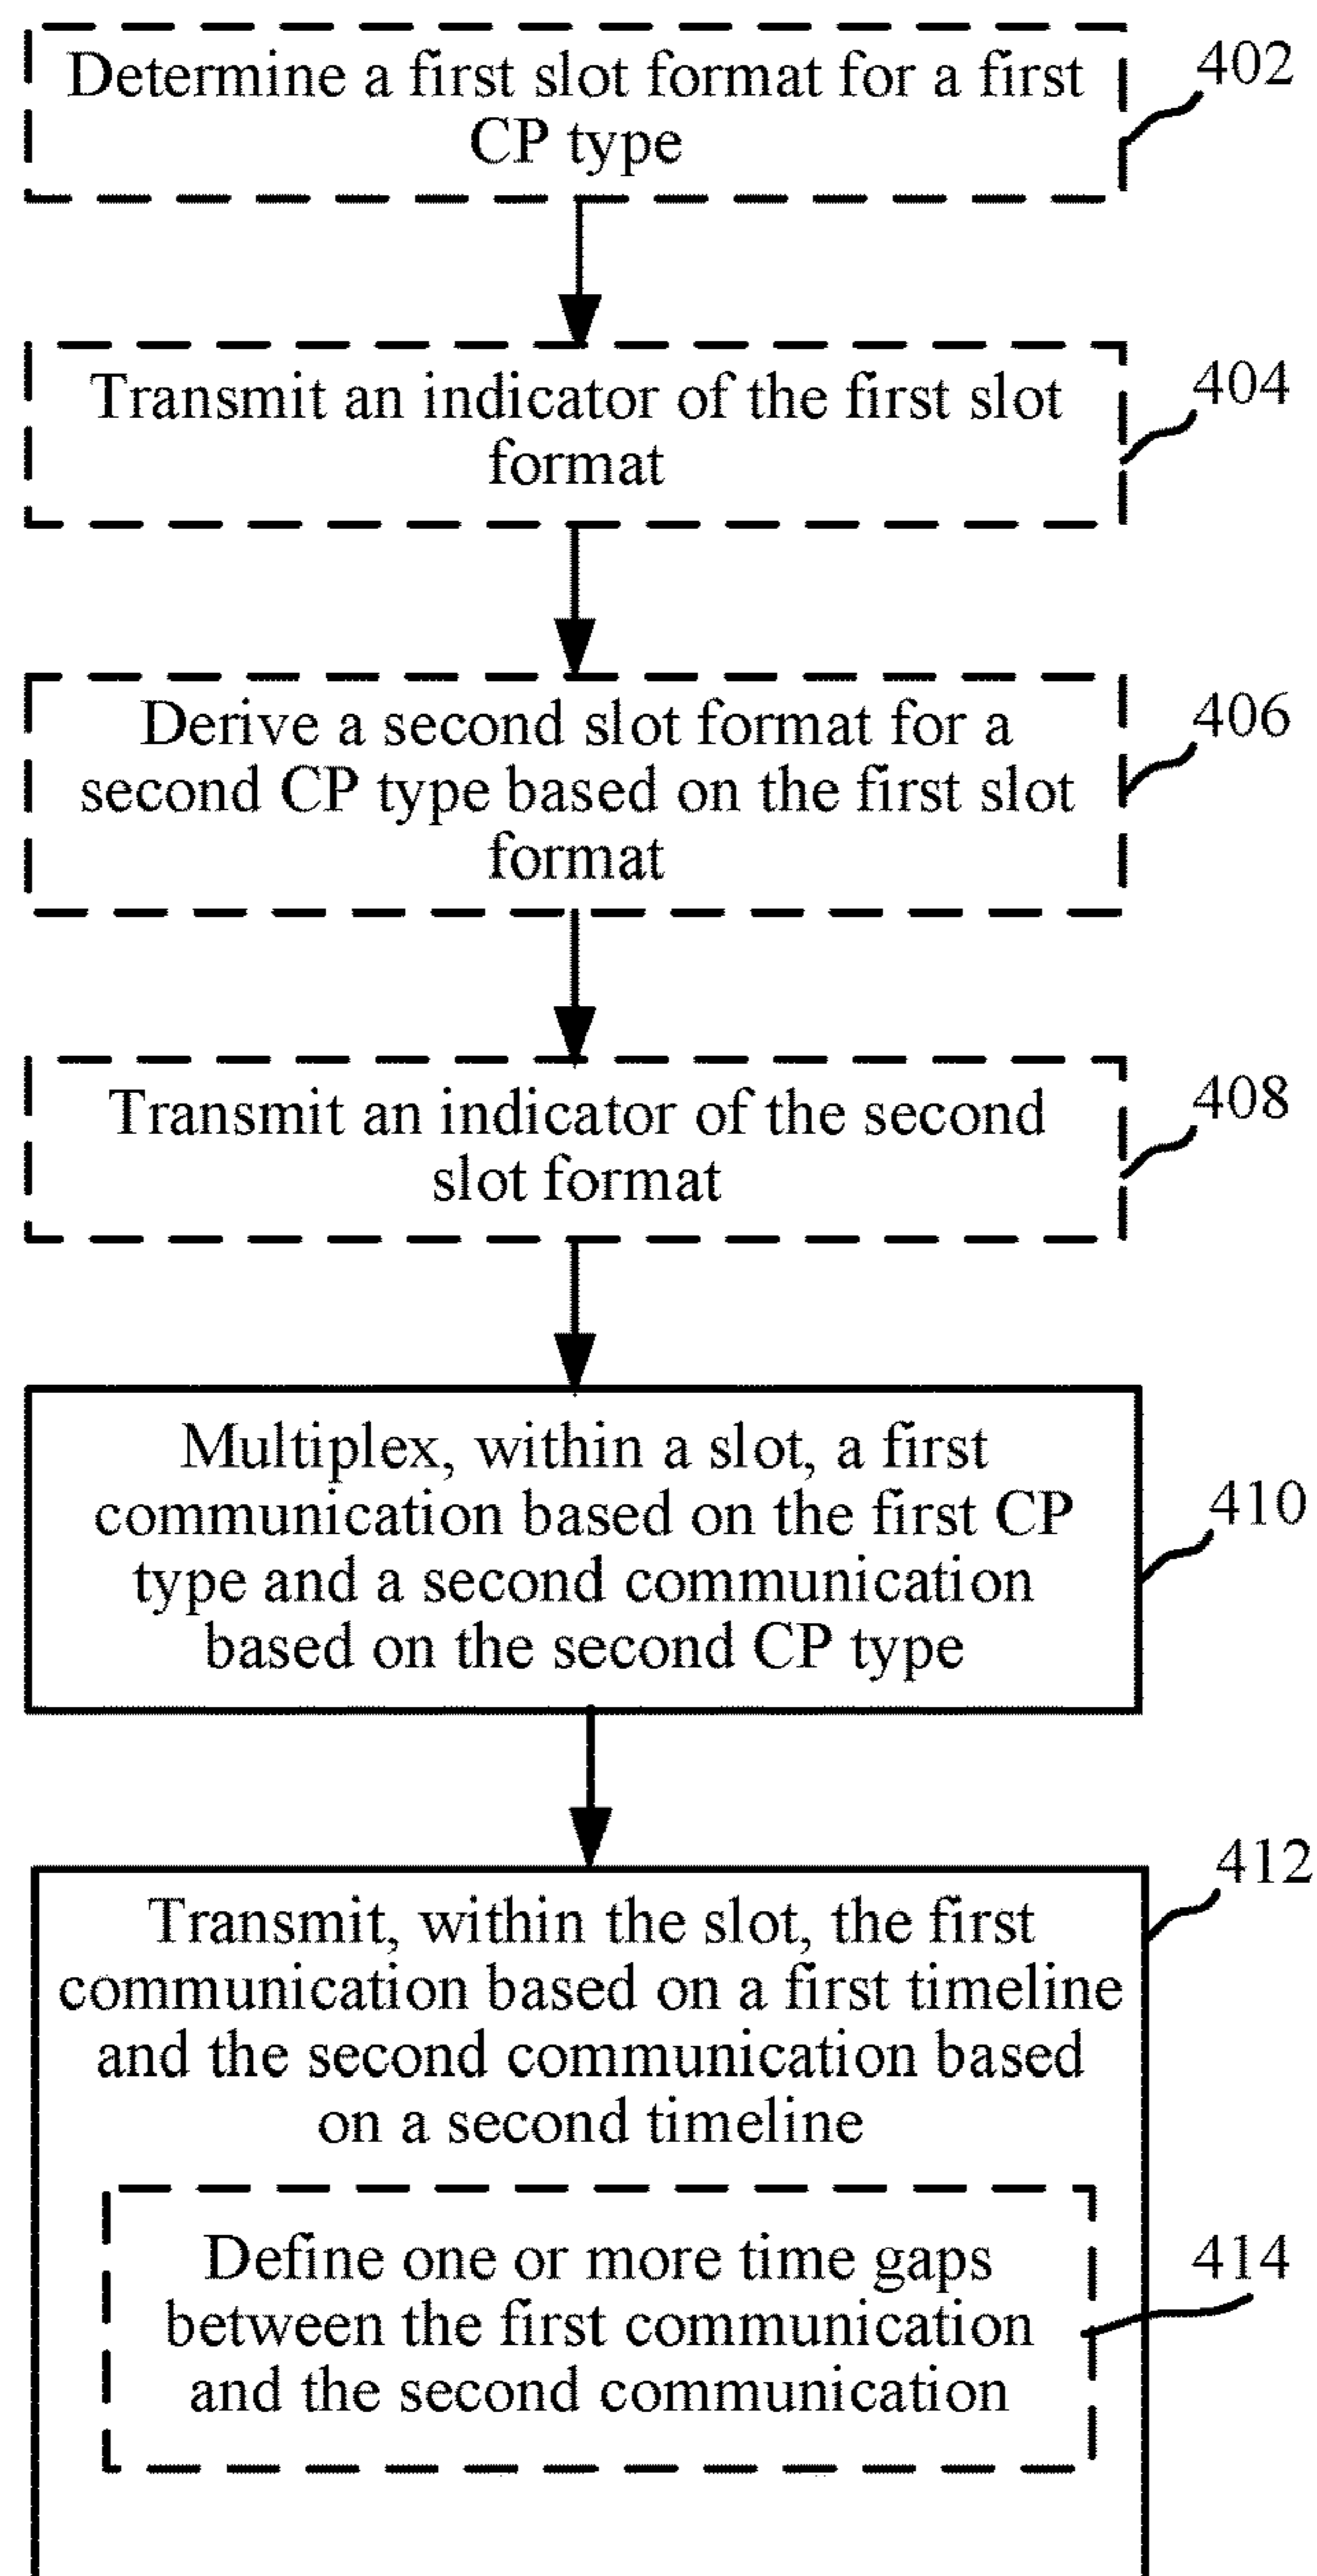 Determine a first slot format for a first
CP type
402
Transmit an indicator of the first slot
format
404
Derive a second slot format for a
second CP type based on the first slot
format
406
Transmit an indicator of the second
slot format
408
Multiplex, within a slot, a first
communication based on the first CP
type and a second communication
based on the second CP type
410
412
Transmit, within the slot, the first
communication based on a first timeline
and the second communication based
on a second timeline
Define one or more time gaps
between the first communication
and the second communication
414